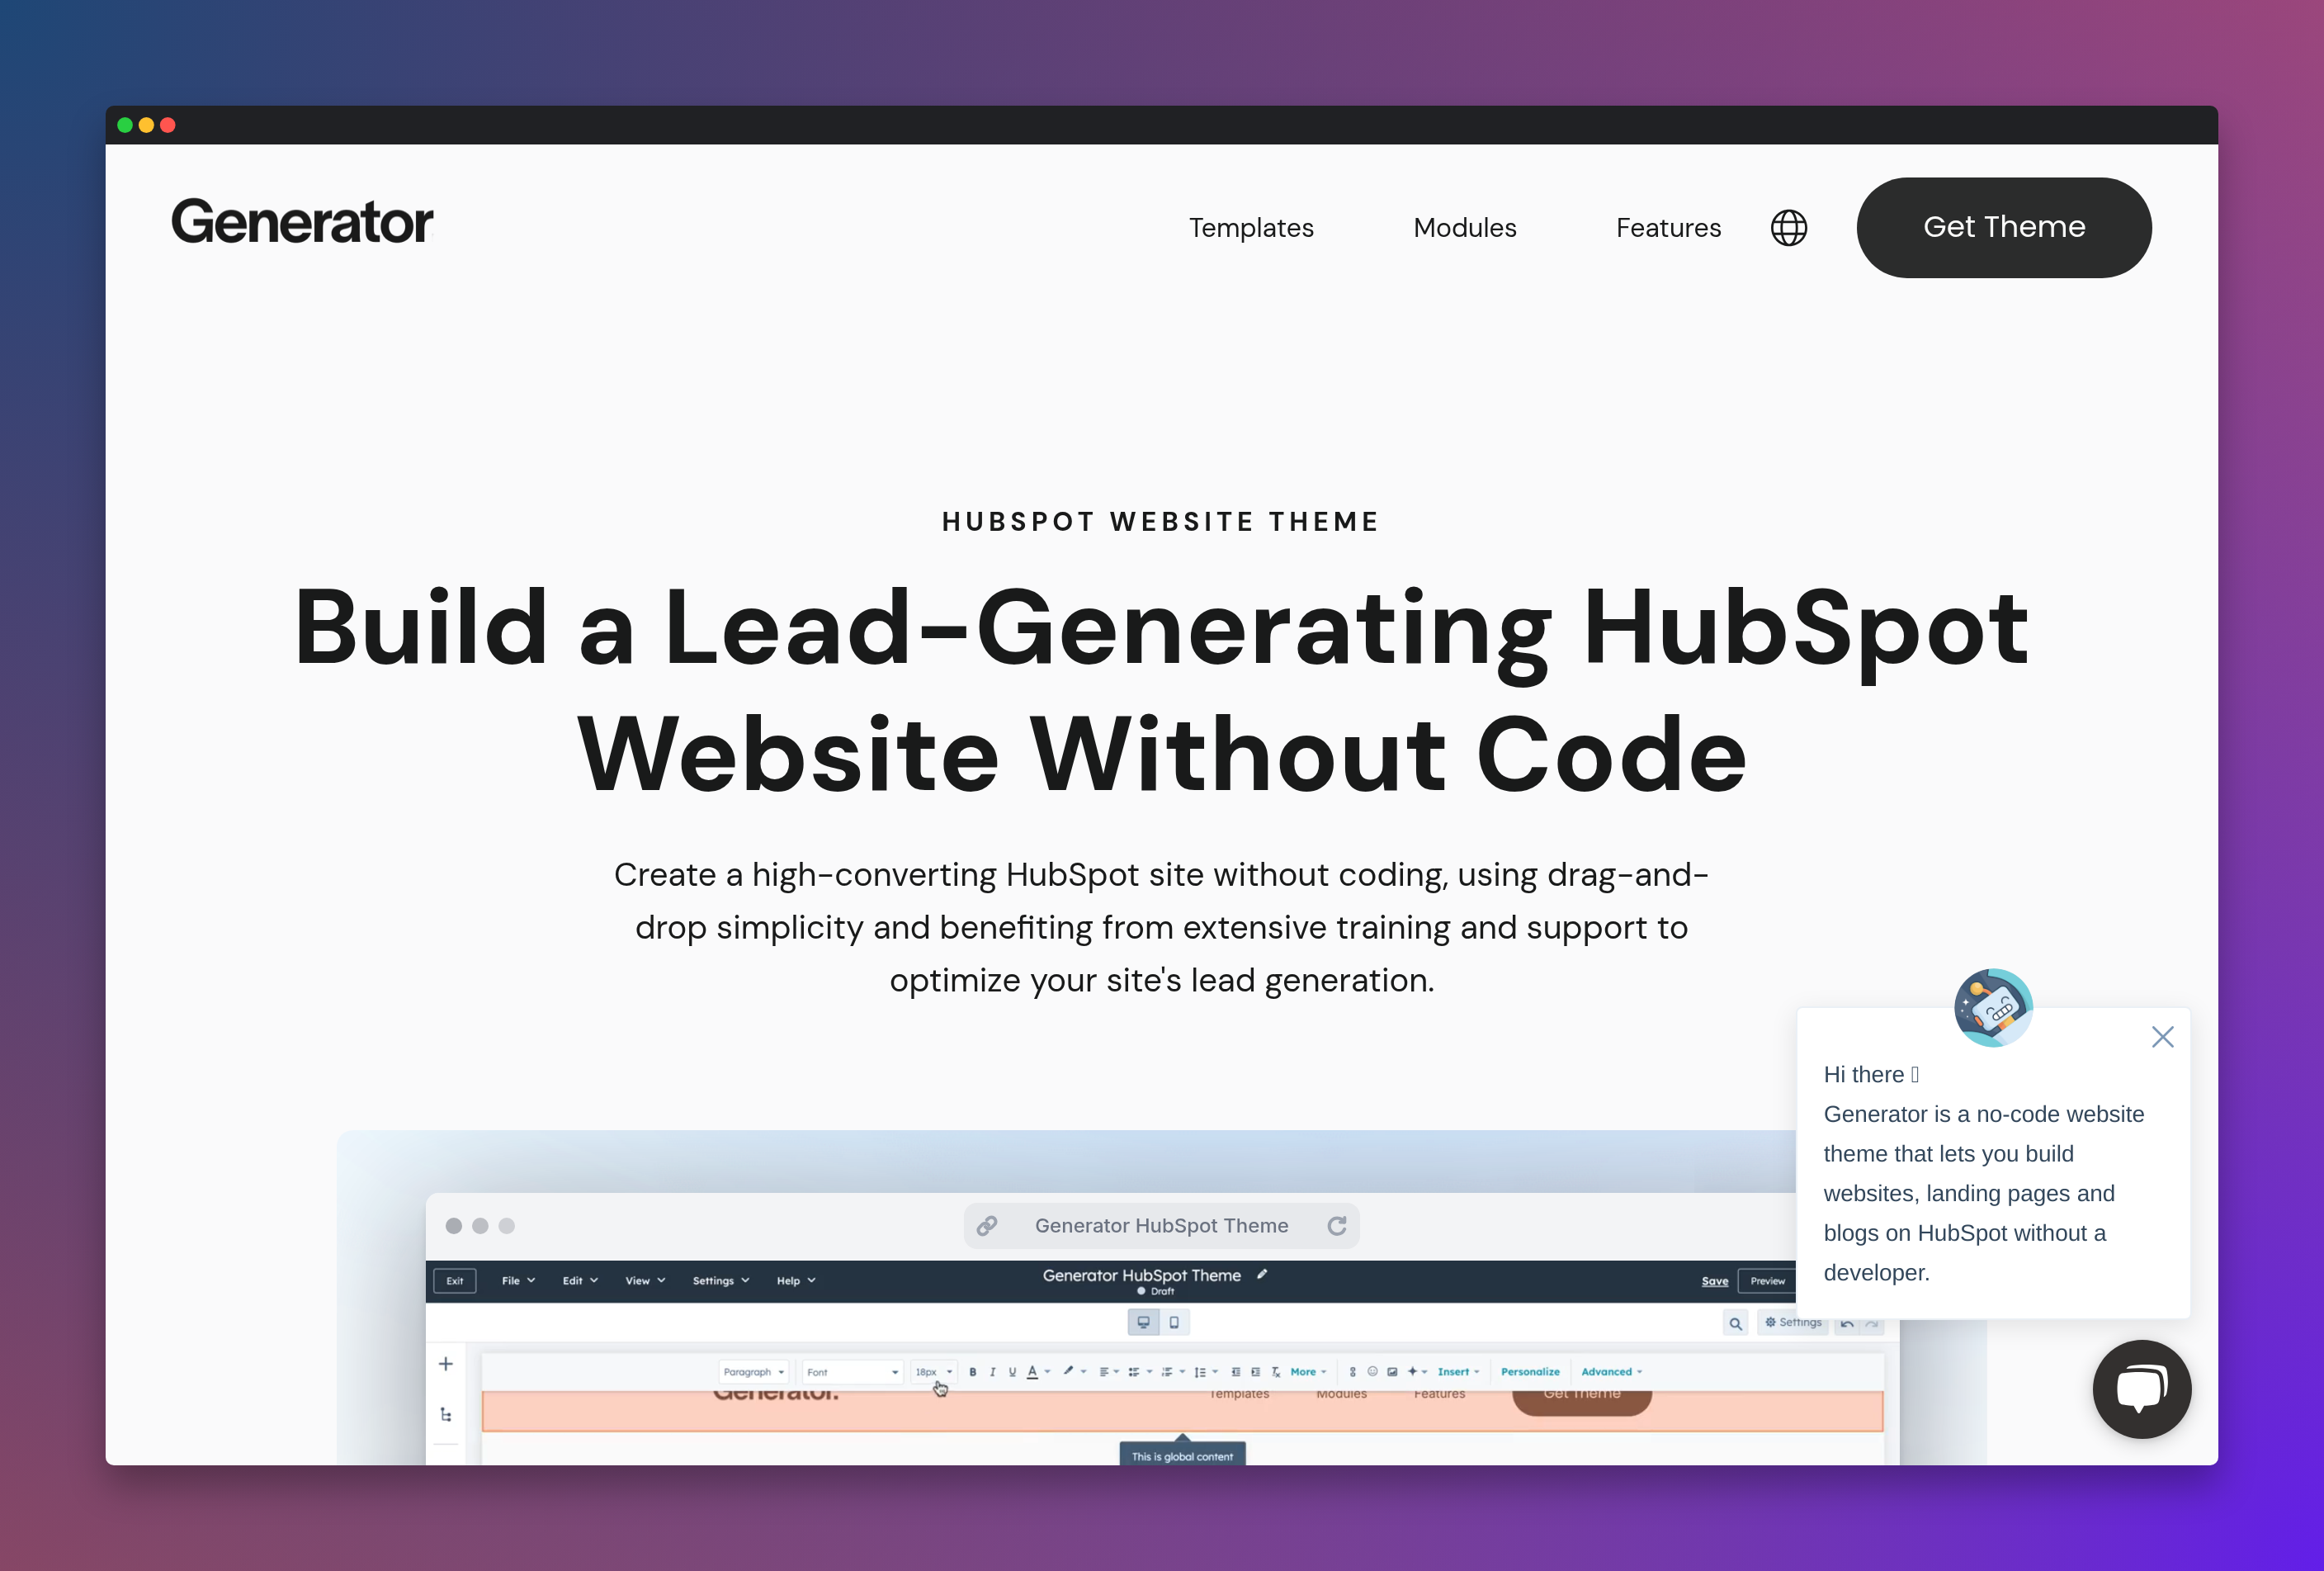 Generator
Templates
Modules
Features
Get Theme
HUBSPOT WEBSITE THEME
Build a Lead-Generating HubSpot
Website Without Code
Create a high-converting HubSpot site without coding, using drag-and-
drop simplicity and benefiting from extensive training and support to
optimize your site's lead generation.
Hi there
Generator is a no-code website
theme that lets you build
websites, landing pages and
blogs on HubSpot without a
developer.
Generator HubSpot Theme
Exit
File
Edit
View
Settings
Help
Generator HubSpot Theme
Draft
Save
Preview
Settings
Paragraph
Font
18px
B I U A
More
Insert
Personalize
Advanced
Generator.
Templates
Modules
Features
Get Theme
This is global content